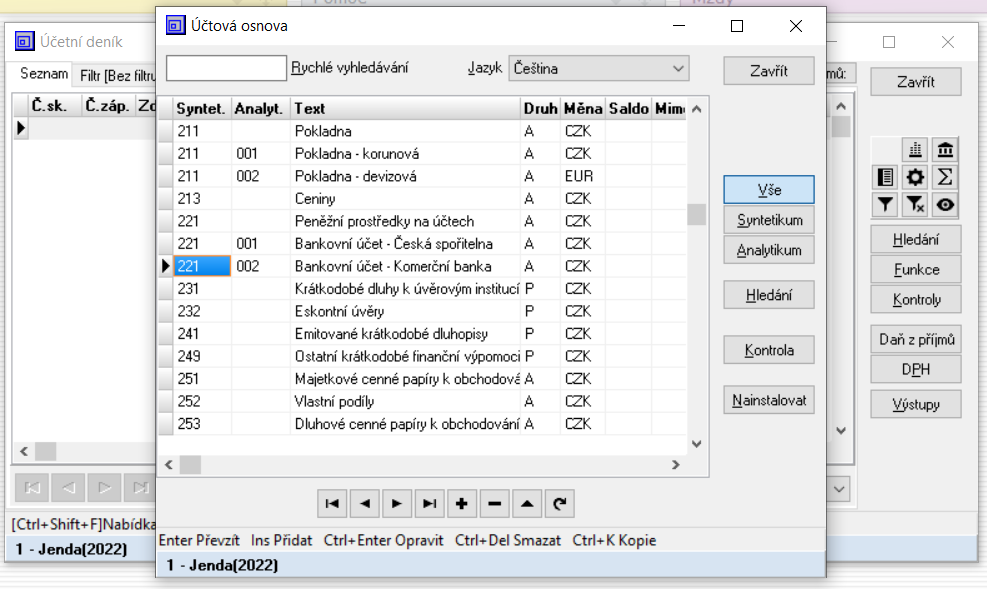 Pomoc
Mzdy
Účetní deník
Seznam
Filtr [Bez filtru
Č.sk.
Č.záp.
Účtová osnova
Rychlé vyhledávání
Jazyk
Čeština
Zavřít
Syntet. Analyt. Text Druh Měna Saldo
211 Pokladna A CZK
211 001 Pokladna - korunová A CZK
211 002 Pokladna - devizová A EUR
213 Ceniny A CZK
221 Peněžní prostředky na účtech A CZK
221 001 Bankovní účet - Česká spořitelna A CZK
221 002 Bankovní účet - Komerční banka A CZK
231 Krátkodobé dluhy k úvěrovým institucí P CZK
232 Eskontní úvěry P CZK
241 Emitované krátkodobé dluhopisy P CZK
249 Ostatní krátkodobé finanční výpomoci P CZK
251 Majetkové cenné papíry k obchodová A CZK
252 Vlastní podíly A CZK
253 Dluhové cenné papíry k obchodování A CZK
Vše
Syntetikum
Analytikum
Hledání
Kontrola
Nainstalovat
Enter Převzít Ins Přidat Ctrl+Enter Opravit Ctrl+Del Smazat Ctrl+K Kopie
1 - Jenda(2022)
mů:
Zavřít
Hledání
Funkce
Kontroly
Daň z příjmů
DPH
Výstupy
[Ctrl+Shift+F]Nabídka
1 - Jenda(2022)